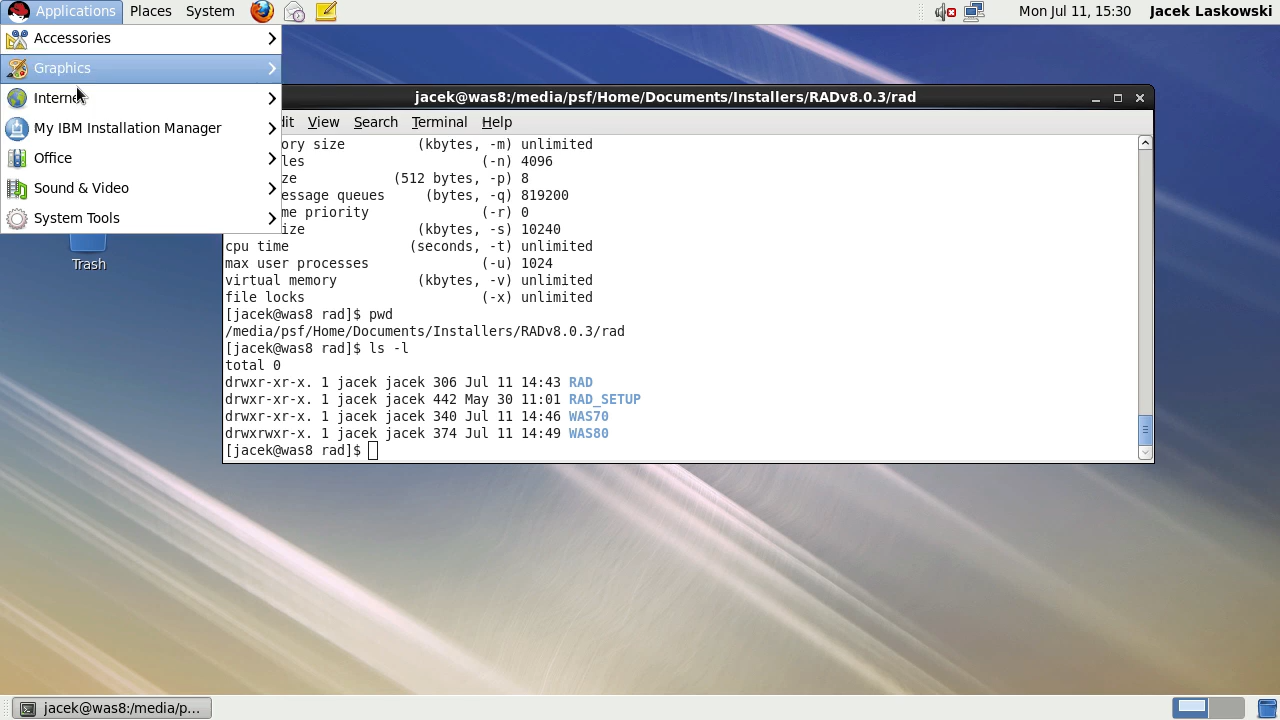 Applications Places System Mon Jul 11, 15:30 Jacek Laskowski
Accessories
Graphics
Internet
My IBM Installation Manager
Office
Sound & Video
System Tools
Trash
jacek@was8:/media/psf/Home/Documents/Installers/RADv8.0.3/rad
dit View Search Terminal Help
ory size (kbytes, -m) unlimited
les (-n) 4096
ze (512 bytes, -p) 8
essage queues (bytes, -q) 819200
me priority (-r) 0
ize (kbytes, -s) 10240
cpu time (seconds, -t) unlimited
max user processes (-u) 1024
virtual memory (kbytes, -v) unlimited
file locks (-x) unlimited
[jacek@was8 rad]$ pwd
/media/psf/Home/Documents/Installers/RADv8.0.3/rad
[jacek@was8 rad]$ ls -l
total 0
drwxr-xr-x. 1 jacek jacek 306 Jul 11 14:43 RAD
drwxr-xr-x. 1 jacek jacek 442 May 30 11:01 RAD_SETUP
drwxr-xr-x. 1 jacek jacek 340 Jul 11 14:46 WAS70
drwxrwxr-x. 1 jacek jacek 374 Jul 11 14:49 WAS80
[jacek@was8 rad]$
jacek@was8:/media/p...